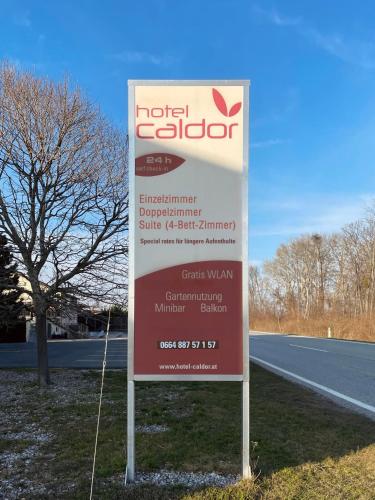 hotel
caldor
24 h
self check-in
Einzelzimmer
Doppelzimmer
Suite (4-Bett-Zimmer)
Special rates für längere Aufenthalte
Gratis WLAN
Gartennutzung
Minibar Balkon
0664 887 57 1 57
www.hotel-caldor.at